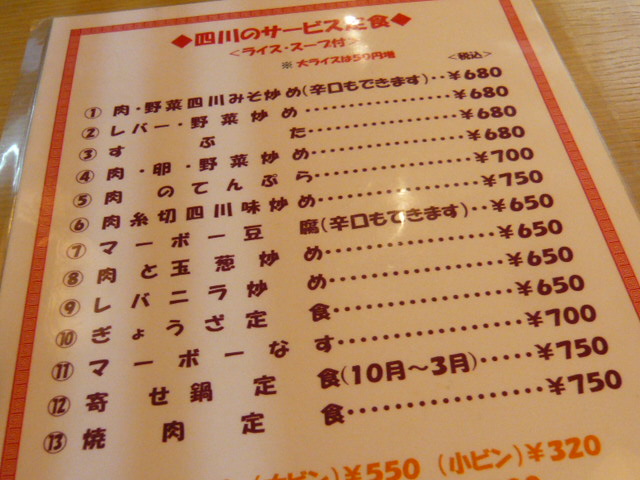 ◆四川のサービス定食◆
<ライス・スープ付>
※ 大ライスは50円増
<税込>
① 肉・野菜四川みそ炒め(辛口もできます)‥¥680
② レバー・野菜炒め‥‥‥‥‥‥‥‥¥680
③ すぶた‥‥‥‥‥‥‥‥¥680
④ 肉・卵・野菜炒め‥‥‥‥‥‥‥‥¥680
⑤ 肉のてんぷら‥‥‥‥‥‥‥‥¥700
⑥ 肉糸切四川味炒め‥‥‥‥‥‥‥‥¥750
⑦ マーボー豆腐(辛口もできます)‥¥650
⑧ 肉と玉葱炒め‥‥‥‥‥‥‥‥¥650
⑨ レバニラ炒め‥‥‥‥‥‥‥‥¥650
⑩ ぎょうざ定食‥‥‥‥‥‥‥‥¥650
⑪ マーボーなす‥‥‥‥‥‥‥‥¥700
⑫ 寄せ鍋定食(10月～3月)‥‥¥750
⑬ 焼肉定食‥‥‥‥‥‥‥‥¥750
ビン)¥550 (小ビン)¥320